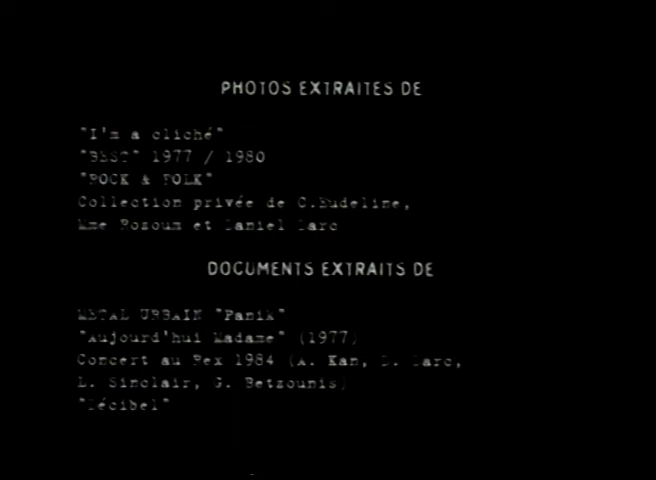 PHOTOS EXTRAITES DE
"I'm a cliché"
"BEST" 1977 / 1980
"ROCK & FOLK"
Collection privée de C.Eudeline,
Mme Rozoum et Daniel Darc
DOCUMENTS EXTRAITS DE
METAL URBAIN "Panik"
"Aujourd'hui Madame" (1977)
Concert au Rex 1984 (A. Kan, D. Darc,
L. Sinclair, G. Betzounis)
"Décibel"